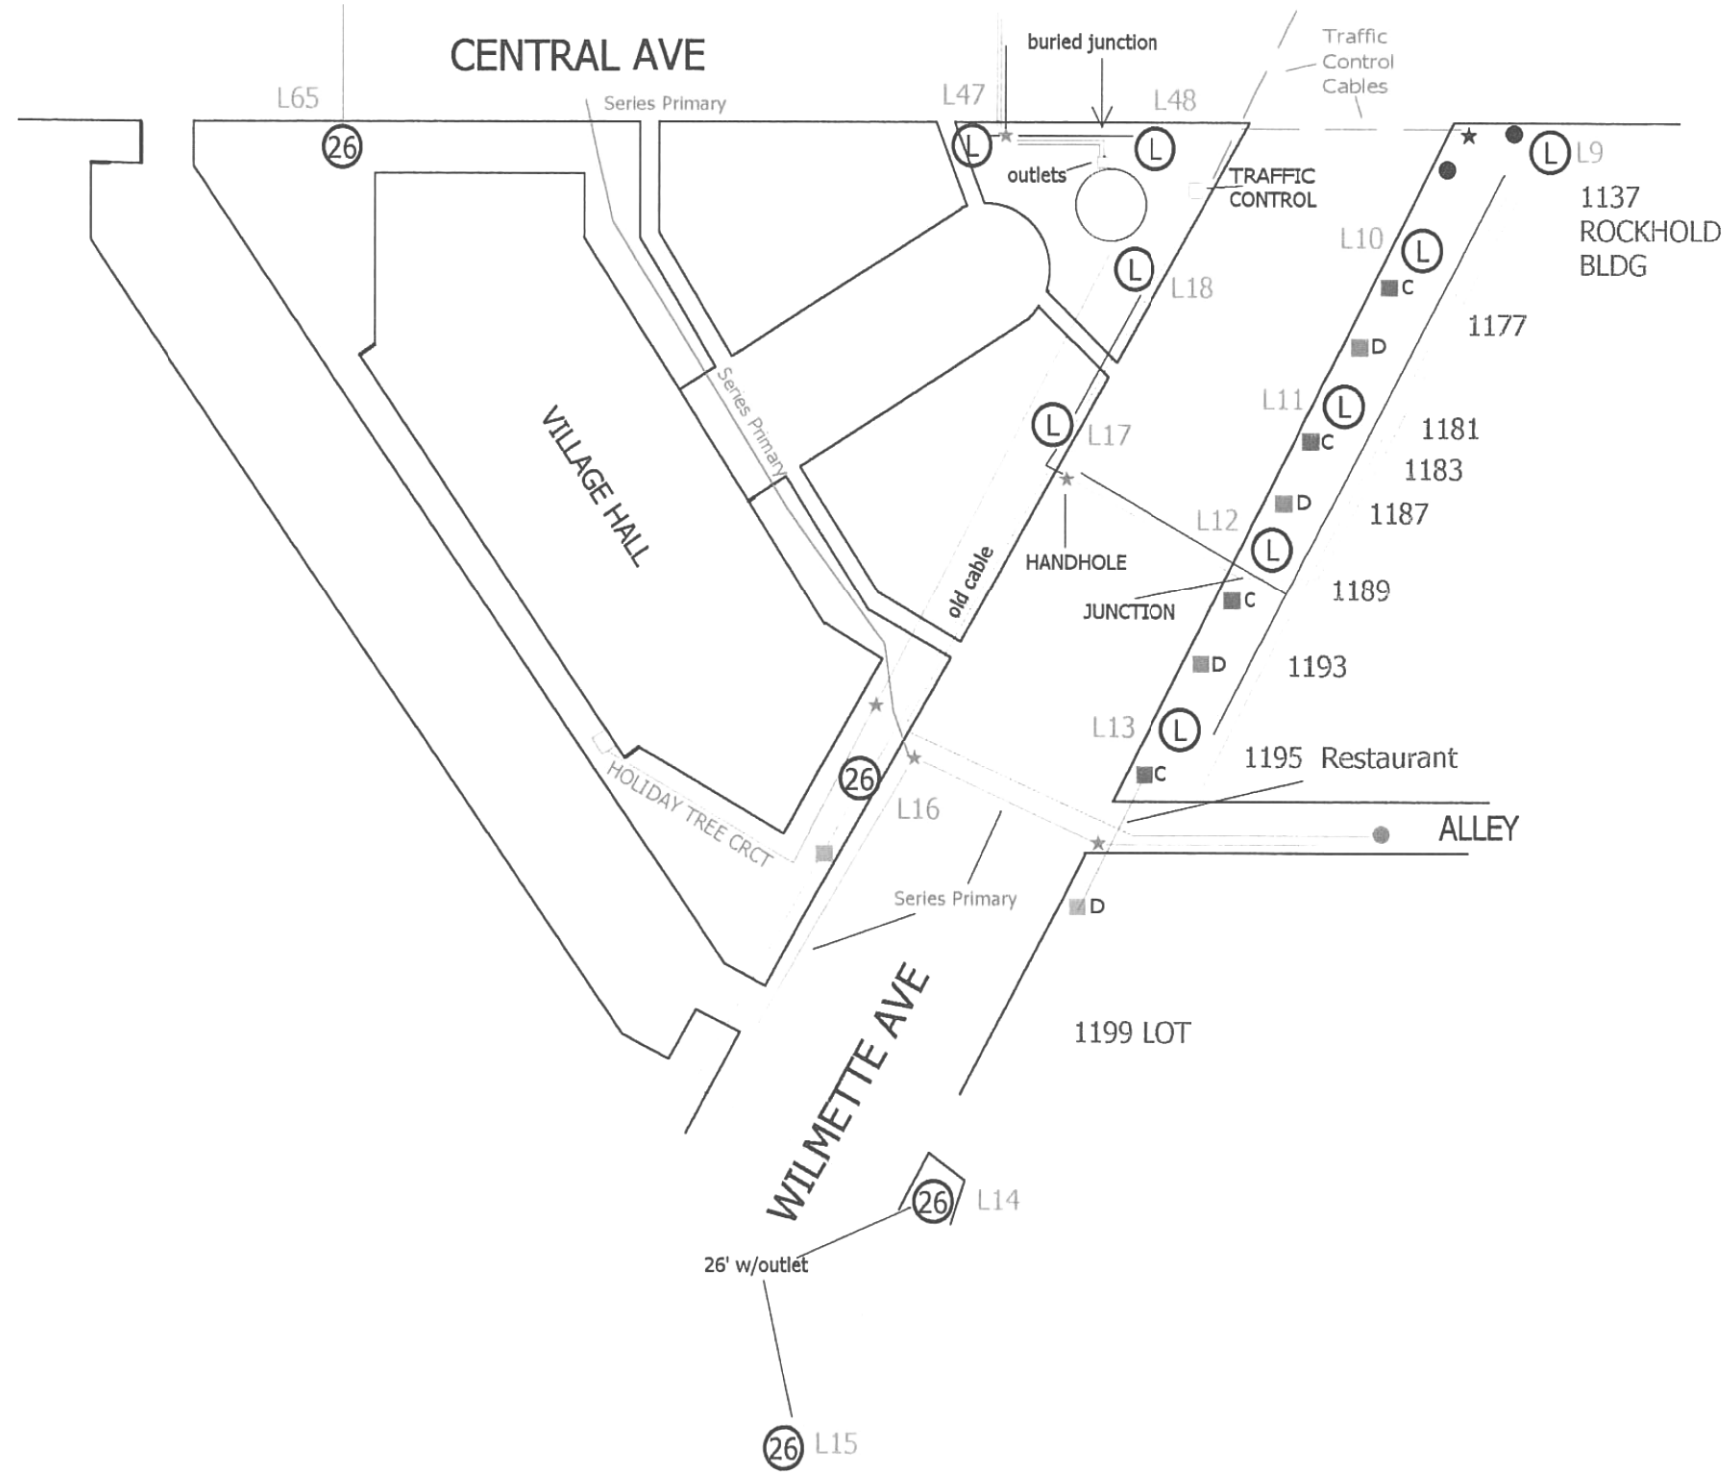 CENTRAL AVE
buried junction
Traffic
Control
Cables
L65
Series Primary
L47
L48
26
L
L
L
L9
outlets
TRAFFIC
CONTROL
1137
ROCKHOLD
BLDG
L10
L
L
L18
C
1177
D
Series Primary
L11
L
L
L17
C
1181
1183
VILLAGE HALL
D
1187
L12
L
HANDHOLE
old cable
JUNCTION
C
1189
D
1193
L13
L
1195 Restaurant
26
C
HOLIDAY TREE CRCT
L16
ALLEY
Series Primary
D
WILMETTE AVE
1199 LOT
26
L14
26' w/outlet
26
L15